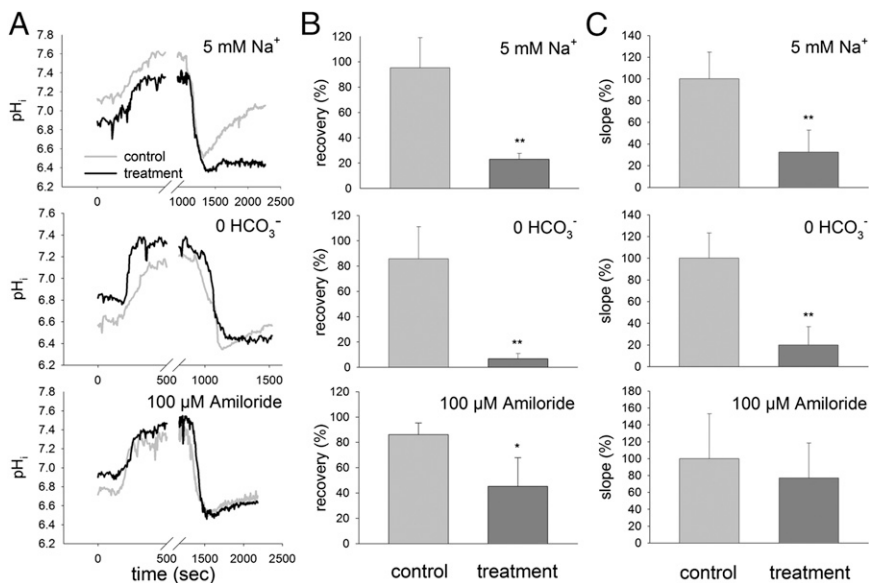 A
5 mM Na⁺
pHᵢ
7.8
7.6
7.4
7.2
7.0
6.8
6.6
6.4
6.2
control
treatment
0 1000 1500 2000 2500
0 HCO₃⁻
pHᵢ
7.8
7.6
7.4
7.2
7.0
6.8
6.6
6.4
6.2
0 500 1000 1500
100 µM Amiloride
pHᵢ
7.6
7.4
7.2
7.0
6.8
6.6
6.4
6.2
0 500 1500 2000 2500
time (sec)
B
5 mM Na⁺
recovery (%)
120
100
80
60
40
20
0
**
0 HCO₃⁻
recovery (%)
120
100
80
60
40
20
0
**
100 µM Amiloride
recovery (%)
120
100
80
60
40
20
0
*
control treatment
C
5 mM Na⁺
slope (%)
140
120
100
80
60
40
20
0
**
0 HCO₃⁻
slope (%)
140
120
100
80
60
40
20
0
**
100 µM Amiloride
slope (%)
180
160
140
120
100
80
60
40
20
0
control treatment